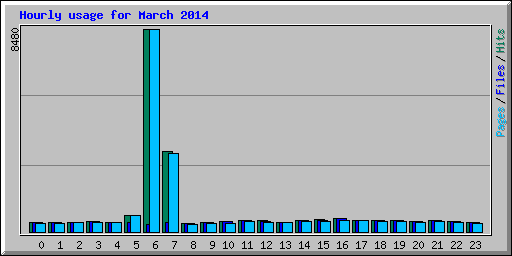 Hourly usage for March 2014
8480
Pages / Files / Hits
0 1 2 3 4 5 6 7 8 9 10 11 12 13 14 15 16 17 18 19 20 21 22 23